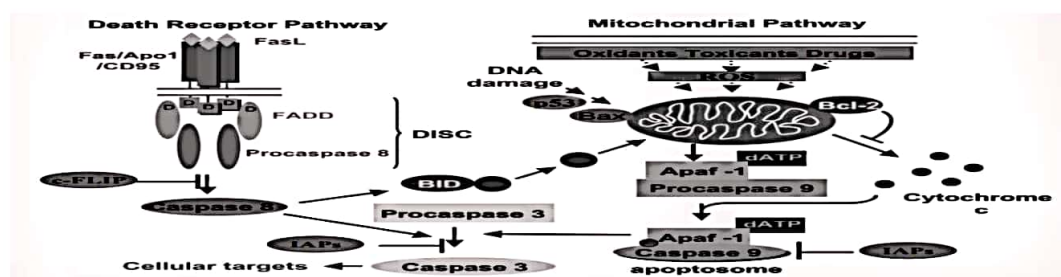 Death Receptor Pathway
Mitochondrial Pathway
FasL
Fas/Apo1
/CD95
Oxidants Toxicants Drugs
ROS
DNA
damage
p53
Bax
Bcl-2
D D D D
FADD
DISC
Procaspase 8
dATP
Apaf -1
Procaspase 9
c-FLIP
BID
Cytochrome
c
caspase 8
Procaspase 3
dATP
Apaf -1
IAPs
Caspase 9
IAPs
Cellular targets
Caspase 3
apoptosome